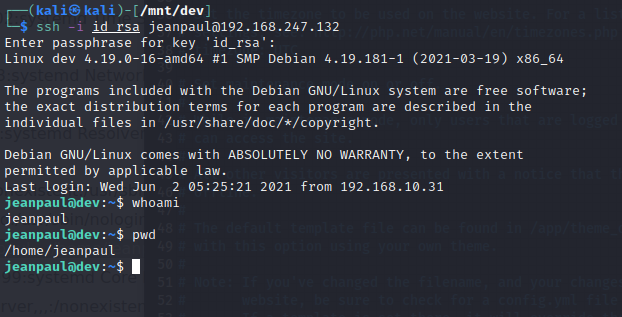 ┌──(kali㉿kali)-[/mnt/dev]
└─$ ssh -i id_rsa jeanpaul@192.168.247.132
Enter passphrase for key 'id_rsa':
Linux dev 4.19.0-16-amd64 #1 SMP Debian 4.19.181-1 (2021-03-19) x86_64
The programs included with the Debian GNU/Linux system are free software;
the exact distribution terms for each program are described in the
individual files in /usr/share/doc/*/copyright.
Debian GNU/Linux comes with ABSOLUTELY NO WARRANTY, to the extent
permitted by applicable law.
Last login: Wed Jun  2 05:25:21 2021 from 192.168.10.31
jeanpaul@dev:~$ whoami
jeanpaul
jeanpaul@dev:~$ pwd
/home/jeanpaul
jeanpaul@dev:~$